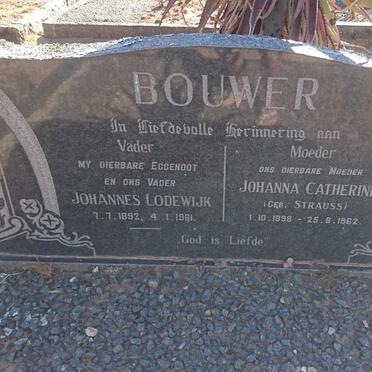 BOUWER
In Liefdevolle Herinnering aan
Vader
MY DIERBARE EGGENOOT
EN ONS VADER
JOHANNES LODEWIJK
7.7.1892. 4.1.1961.
Moeder
ONS DIERBARE MOEDER
JOHANNA CATHERIN
(GEB. STRAUSS)
1.10.1898 - 25.8.1962.
God is Liefde"